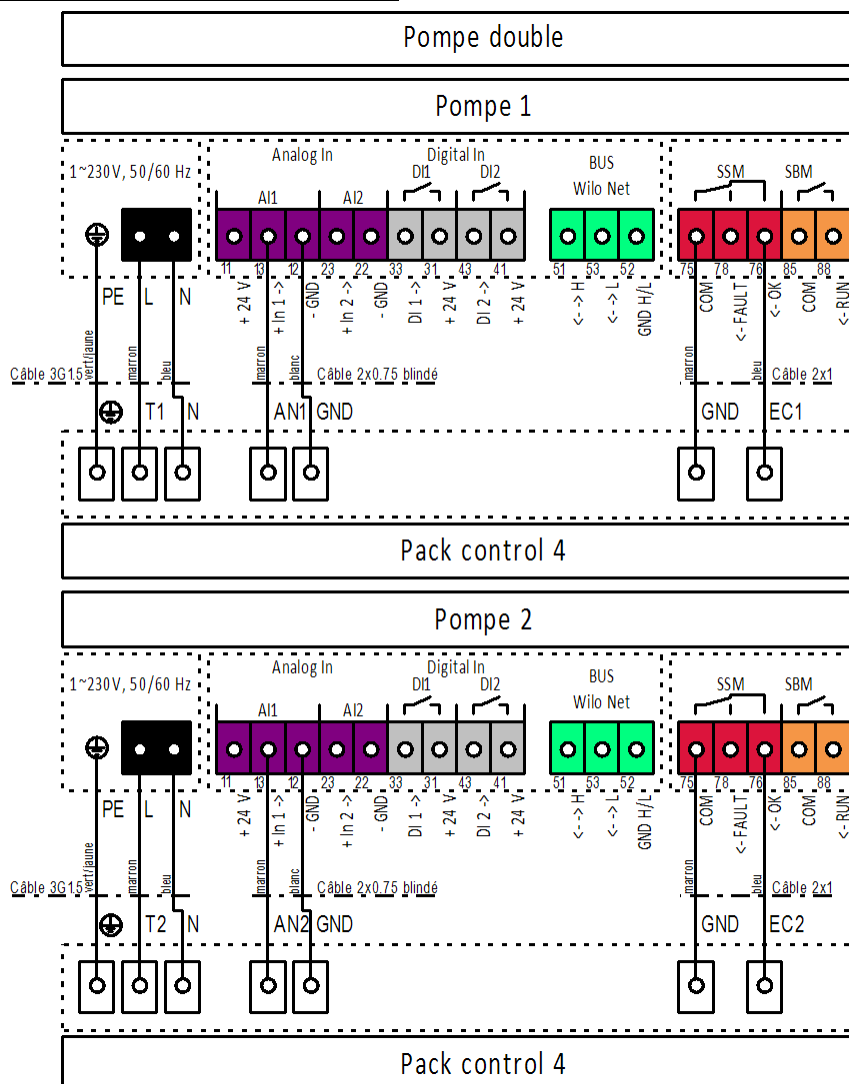 Pompe double
Pompe 1
1~230V, 50/60 Hz
Analog In
Digital In
BUS
Wilo Net
SSM
SBM
AI1
AI2
DI1
DI2
11 13 12 23 22 33 31 43 41 51 53 52 75 78 76 85 88
PE L N
+ 24 V
+ In 1 ->
- GND
+ In 2 ->
- GND
DI 1 ->
+ 24 V
DI 2 ->
+ 24 V
<--> H
<--> L
GND H/L
COM
<- FAULT
<- OK
COM
<- RUN
Câble 3G1.5
vert/jaune
marron
bleu
marron
blanc
Câble 2x0.75 blindé
marron
bleu
Câble 2x1
T1 N AN1 GND GND EC1
Pack control 4
Pompe 2
1~230V, 50/60 Hz
Analog In
Digital In
BUS
Wilo Net
SSM
SBM
AI1
AI2
DI1
DI2
11 13 12 23 22 33 31 43 41 51 53 52 75 78 76 85 88
PE L N
+ 24 V
+ In 1 ->
- GND
+ In 2 ->
- GND
DI 1 ->
+ 24 V
DI 2 ->
+ 24 V
<--> H
<--> L
GND H/L
COM
<- FAULT
<- OK
COM
<- RUN
Câble 3G1.5
vert/jaune
marron
bleu
marron
blanc
Câble 2x0.75 blindé
marron
bleu
Câble 2x1
T2 N AN2 GND GND EC2
Pack control 4